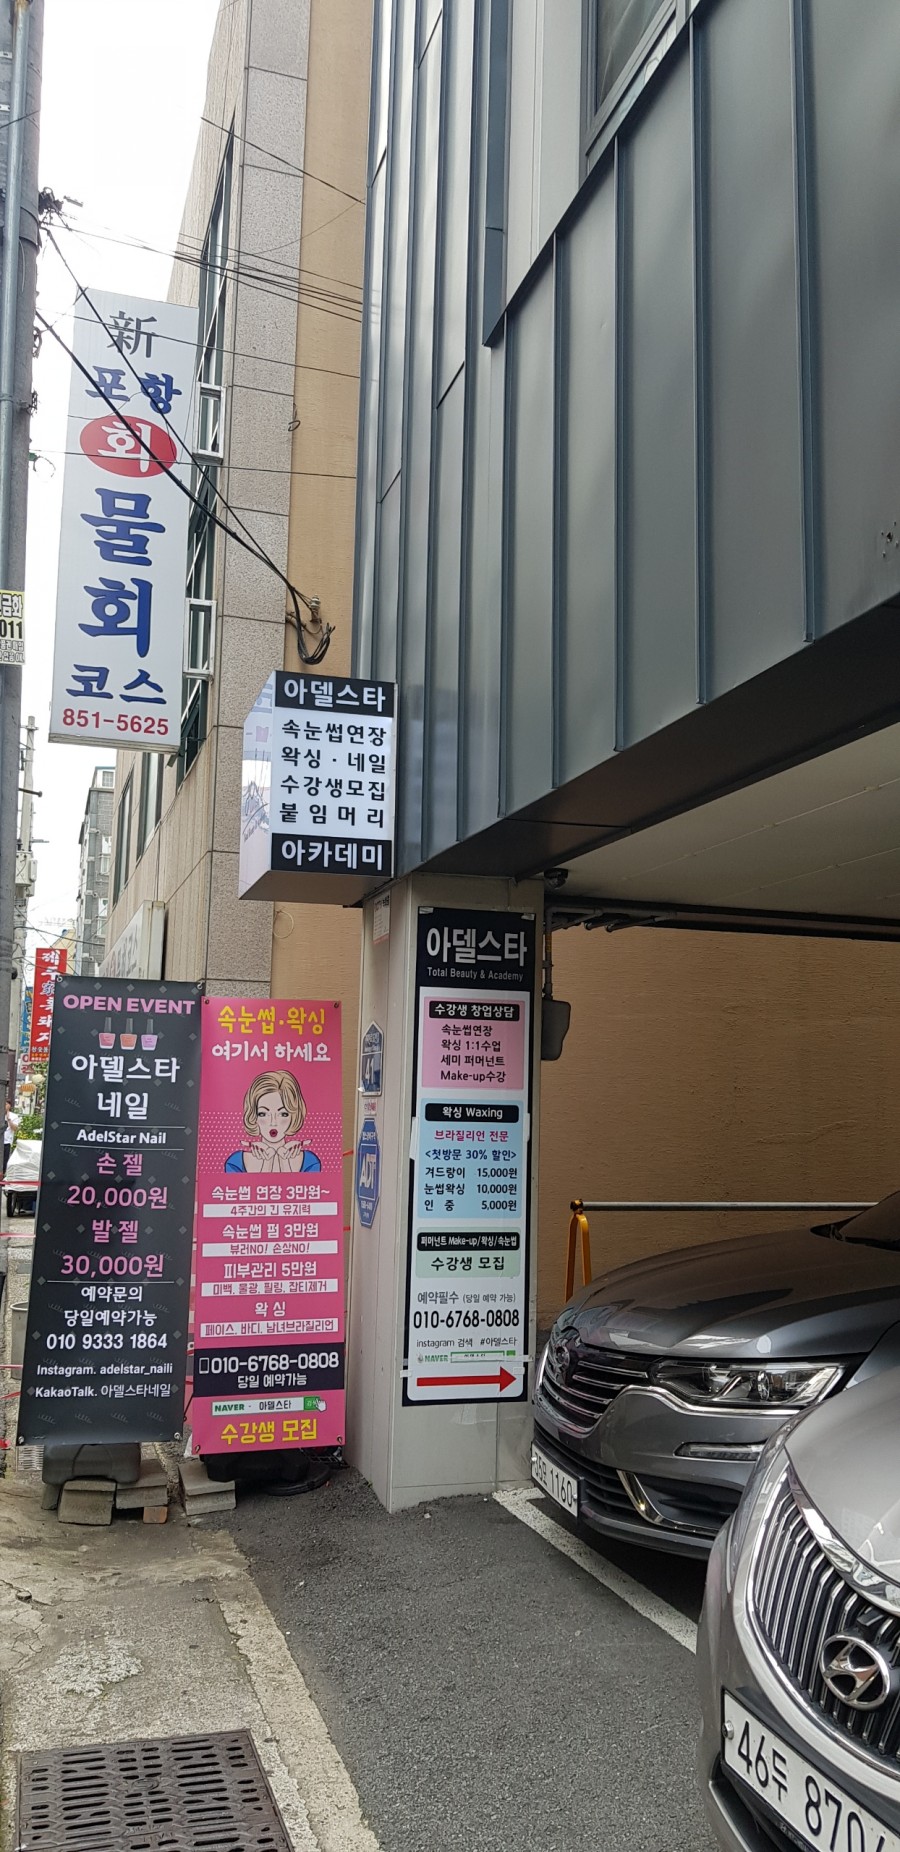 新
포항
회
물
회
코스
851-5625
011
아델스타
속눈썹연장
왁싱 · 네일
수강생모집
붙임머리
아카데미
OPEN EVENT
아델스타
네일
AdelStar Nail
손 젤
20,000원
발 젤
30,000원
예약문의
당일예약가능
010 9333 1864
Instagram. adelstar_naili
KakaoTalk. 아델스타네일
속눈썹·왁싱
여기서 하세요
속눈썹 연장 3만원~
4주간의 긴 유지력
속눈썹 펌 3만원
뷰러NO! 손상NO!
피부관리 5만원
미백, 물광, 필링, 잡티제거
왁싱
페이스, 바디, 남녀브라질리언
010-6768-0808
당일 예약가능
NAVER - 아델스타
수강생 모집
아델스타
Total Beauty & Academy
수강생 창업상담
속눈썹연장
왁싱 1:1수업
세미 퍼머넌트
Make-up수강
왁싱 Waxing
브라질리언 전문
<첫방문 30% 할인>
겨드랑이 15,000원
눈썹왁싱 10,000원
인 중 5,000원
퍼머넌트 Make-up/왁싱/속눈썹
수강생 모집
예약필수 (당일 예약 가능)
010-6768-0808
instagram 검색 #아델스타
NAVER
41
ADT
1160
46두 870